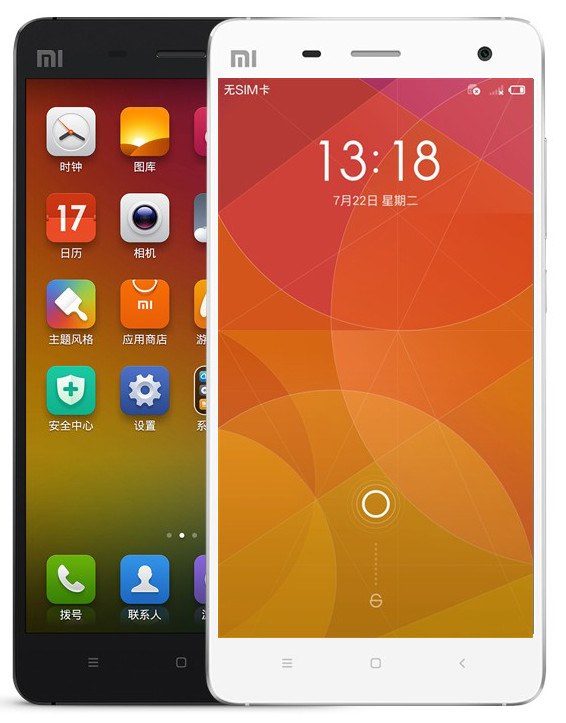 MI
时钟
图库
17
日历
相机
主题风格
MI
应用商店
安全中心
设置
拨号
联系人
MI
无SIM卡
13:18
7月22日 星期二